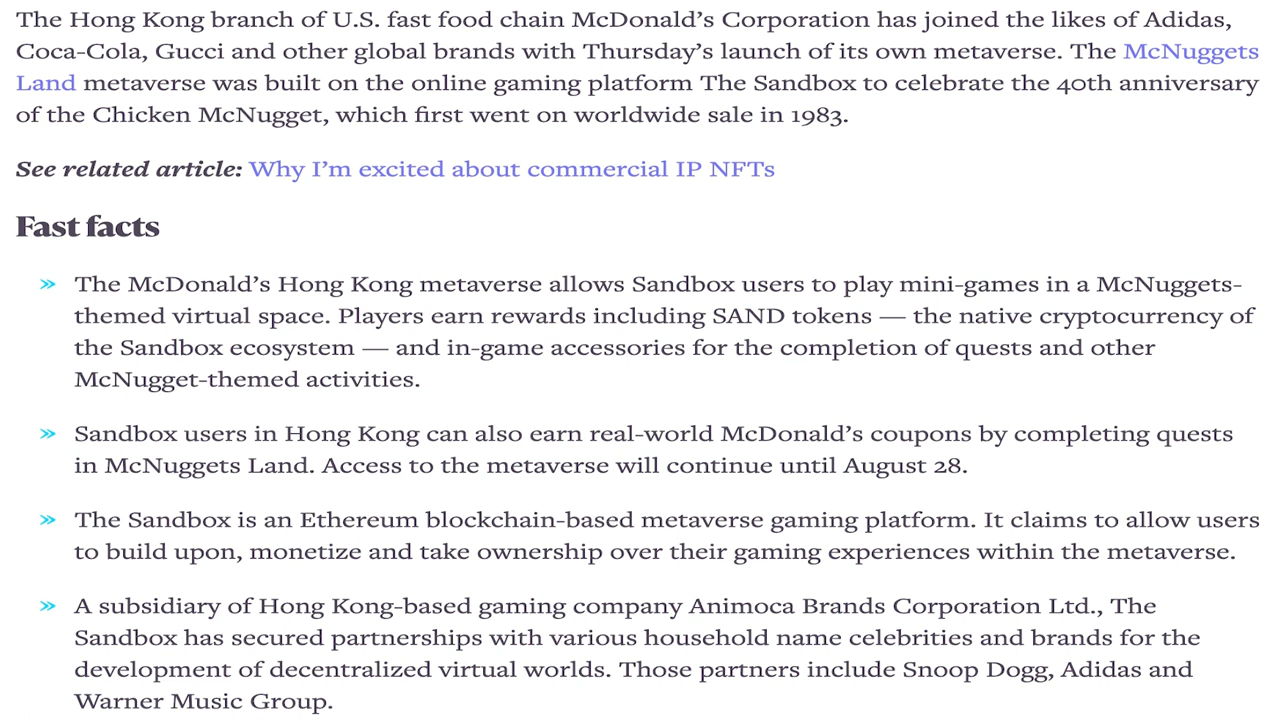 The Hong Kong branch of U.S. fast food chain McDonald’s Corporation has joined the likes of Adidas,
Coca-Cola, Gucci and other global brands with Thursday’s launch of its own metaverse. The McNuggets
Land metaverse was built on the online gaming platform The Sandbox to celebrate the 40th anniversary
of the Chicken McNugget, which first went on worldwide sale in 1983.
See related article: Why I’m excited about commercial IP NFTs
Fast facts
» The McDonald’s Hong Kong metaverse allows Sandbox users to play mini-games in a McNuggets-
themed virtual space. Players earn rewards including SAND tokens — the native cryptocurrency of
the Sandbox ecosystem — and in-game accessories for the completion of quests and other
McNugget-themed activities.
» Sandbox users in Hong Kong can also earn real-world McDonald’s coupons by completing quests
in McNuggets Land. Access to the metaverse will continue until August 28.
» The Sandbox is an Ethereum blockchain-based metaverse gaming platform. It claims to allow users
to build upon, monetize and take ownership over their gaming experiences within the metaverse.
» A subsidiary of Hong Kong-based gaming company Animoca Brands Corporation Ltd., The
Sandbox has secured partnerships with various household name celebrities and brands for the
development of decentralized virtual worlds. Those partners include Snoop Dogg, Adidas and
Warner Music Group.